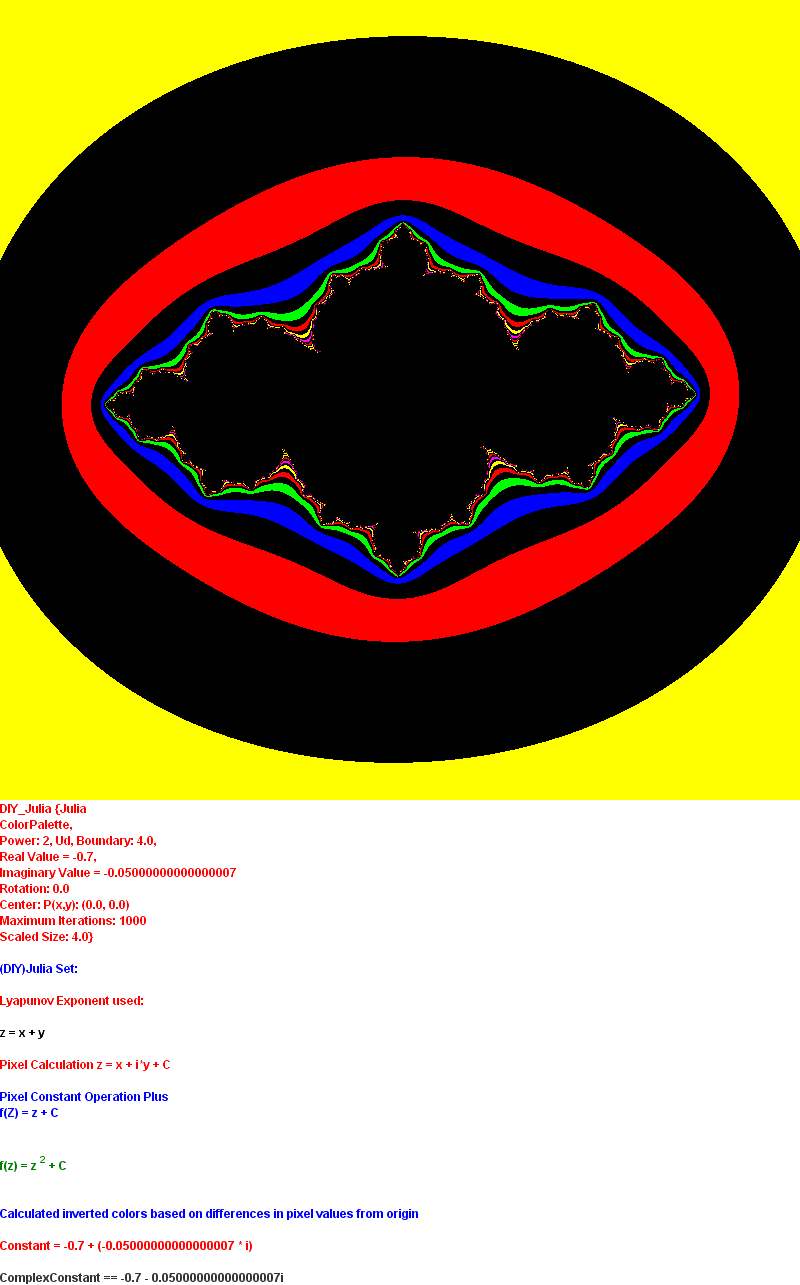 DIY_Julia {Julia
ColorPalette,
Power: 2, Ud, Boundary: 4.0,
Real Value = -0.7,
Imaginary Value = -0.05000000000000007
Rotation: 0.0
Center: P(x,y): (0.0, 0.0)
Maximum Iterations: 1000
Scaled Size: 4.0}
(DIY)Julia Set:
Lyapunov Exponent used:
z = x + y
Pixel Calculation z = x + i*y + C
Pixel Constant Operation Plus
f(Z) = z + C
f(z) = z 2 + C
Calculated inverted colors based on differences in pixel values from origin
Constant = -0.7 + (-0.05000000000000007 * i)
ComplexConstant == -0.7 - 0.05000000000000007i